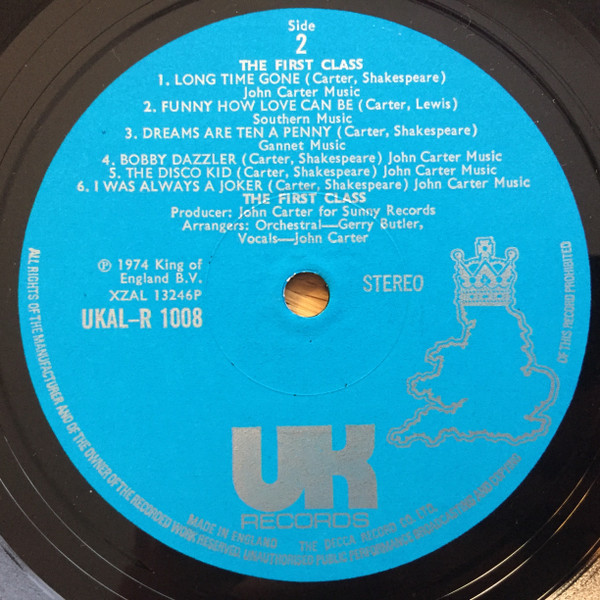 Side
2
THE FIRST CLASS
1. LONG TIME GONE (Carter, Shakespeare)
John Carter Music
2. FUNNY HOW LOVE CAN BE (Carter, Lewis)
Southern Music
3. DREAMS ARE TEN A PENNY (Carter, Shakespeare)
Gannet Music
4. BOBBY DAZZLER (Carter, Shakespeare) John Carter Music
5. THE DISCO KID (Carter, Shakespeare) John Carter Music
6. I WAS ALWAYS A JOKER (Carter, Shakespeare) John Carter Music
THE FIRST CLASS
Producer: John Carter for Sunny Records
Arrangers: Orchestral—Gerry Butler,
Vocals—John Carter
℗ 1974 King of
England B.V.
XZAL 13246P
UKAL–R 1008
STEREO
UK
RECORDS
MADE IN ENGLAND THE DECCA RECORD CO. LTD.
ALL RIGHTS OF THE MANUFACTURER AND OF THE OWNER OF THE RECORDED WORK RESERVED. UNAUTHORISED PUBLIC PERFORMANCE, BROADCASTING AND COPYING OF THIS RECORD PROHIBITED